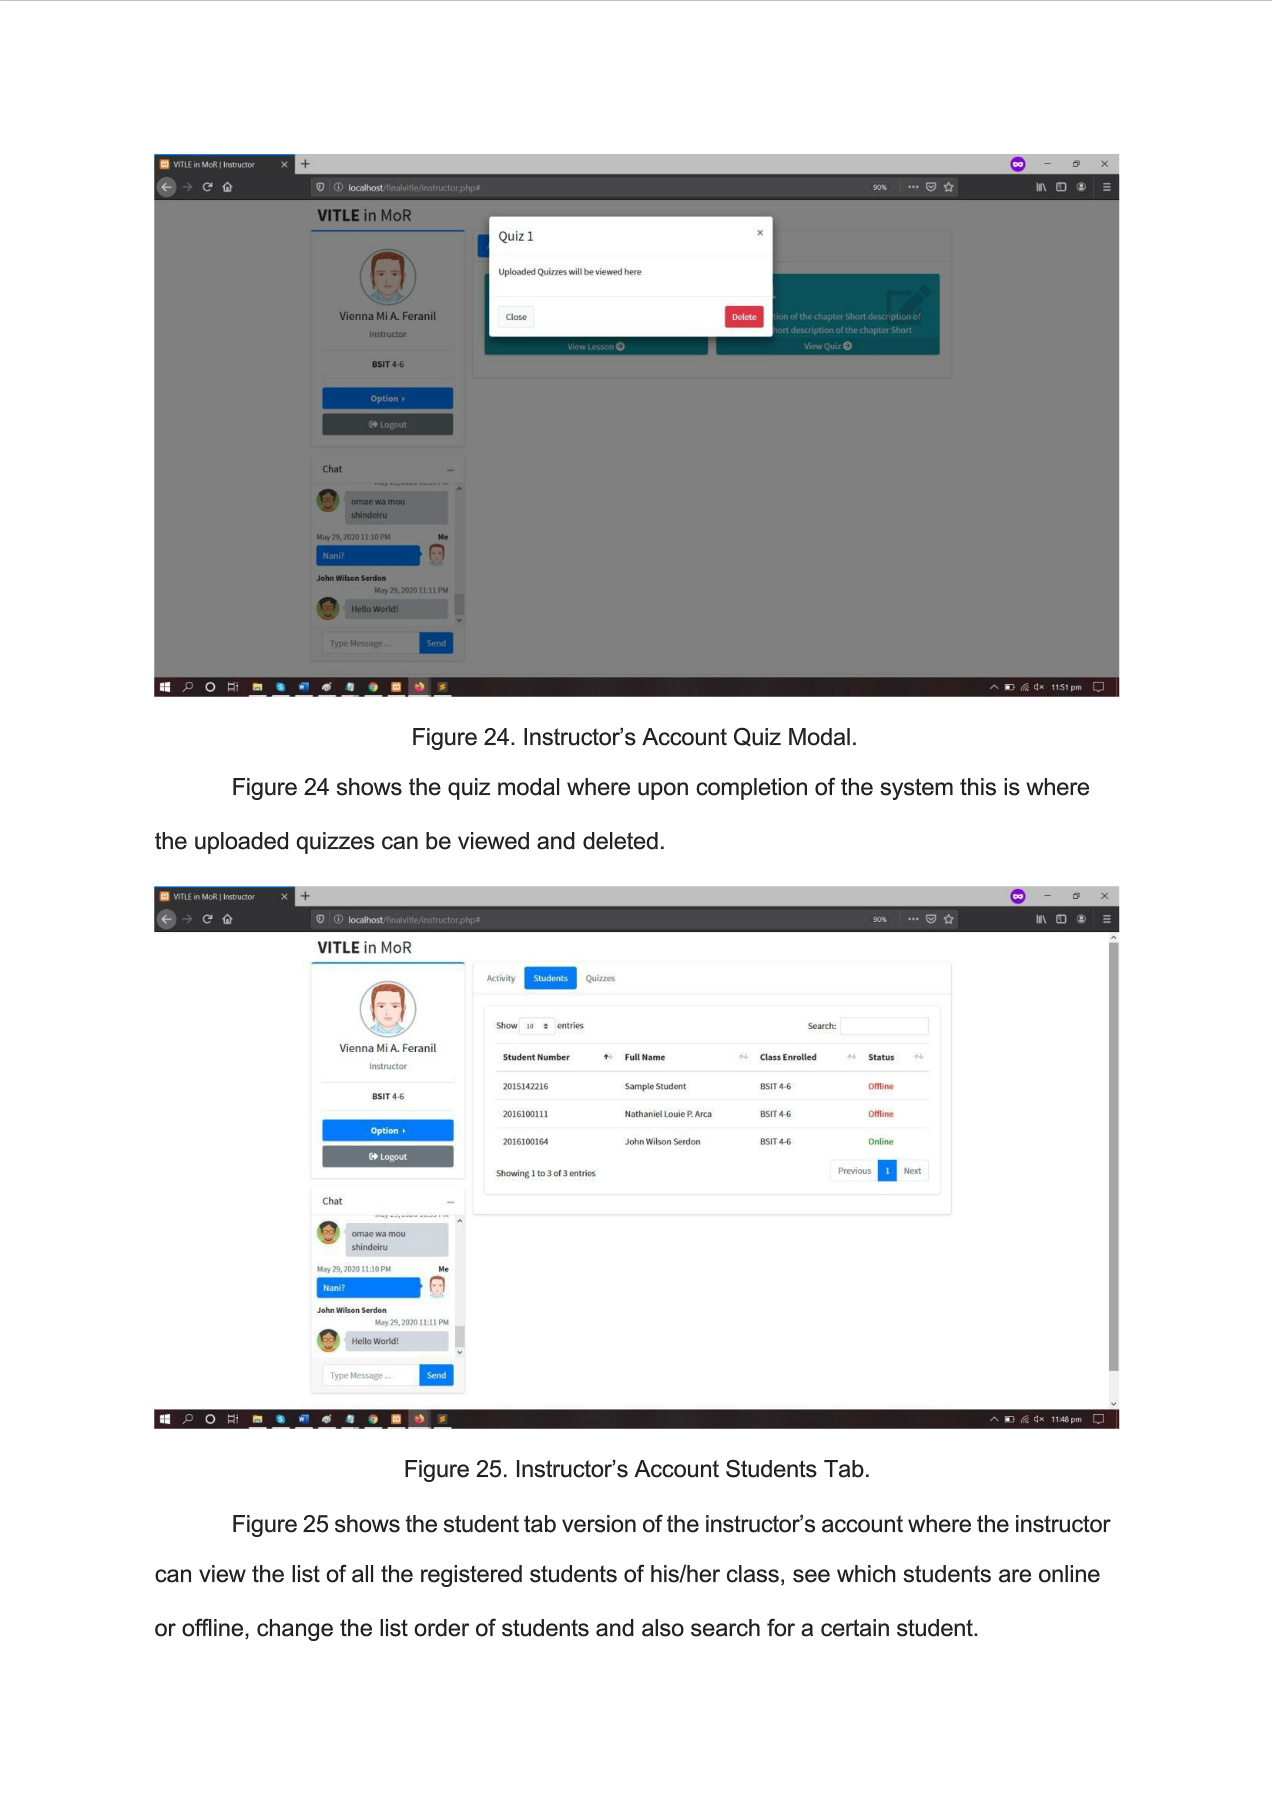 VITLE in MoR | Instructor
localhost/finalvitle/instructor.php#
90%
VITLE in MoR
Vienna Mi A. Feranil
Instructor
BSIT 4-6
Option
Logout
Quiz 1
×
Uploaded Quizzes will be viewed here
Close
Delete
tion of the chapter Short description of
hort description of the chapter Short
View Lesson
View Quiz
Chat
omae wa mou
shindeiru
May 29, 2020 11:10 PM
Me
Nani?
John Wilson Serdon
May 29, 2020 11:11 PM
Hello World!
Type Message ...
Send
11:51 pm
Figure 24. Instructor’s Account Quiz Modal.
Figure 24 shows the quiz modal where upon completion of the system this is where
the uploaded quizzes can be viewed and deleted.
VITLE in MoR | Instructor
localhost/finalvitle/instructor.php#
90%
VITLE in MoR
Vienna Mi A. Feranil
Instructor
BSIT 4-6
Option
Logout
Activity Students Quizzes
Show 10 entries Search:
Student Number Full Name Class Enrolled Status
2015142216 Sample Student BSIT 4-6 Offline
2016100111 Nathaniel Louie P. Arca BSIT 4-6 Offline
2016100164 John Wilson Serdon BSIT 4-6 Online
Showing 1 to 3 of 3 entries
Previous 1 Next
Chat
omae wa mou
shindeiru
May 29, 2020 11:10 PM
Me
Nani?
John Wilson Serdon
May 29, 2020 11:11 PM
Hello World!
Type Message ...
Send
11:48 pm
Figure 25. Instructor’s Account Students Tab.
Figure 25 shows the student tab version of the instructor’s account where the instructor
can view the list of all the registered students of his/her class, see which students are online
or offline, change the list order of students and also search for a certain student.